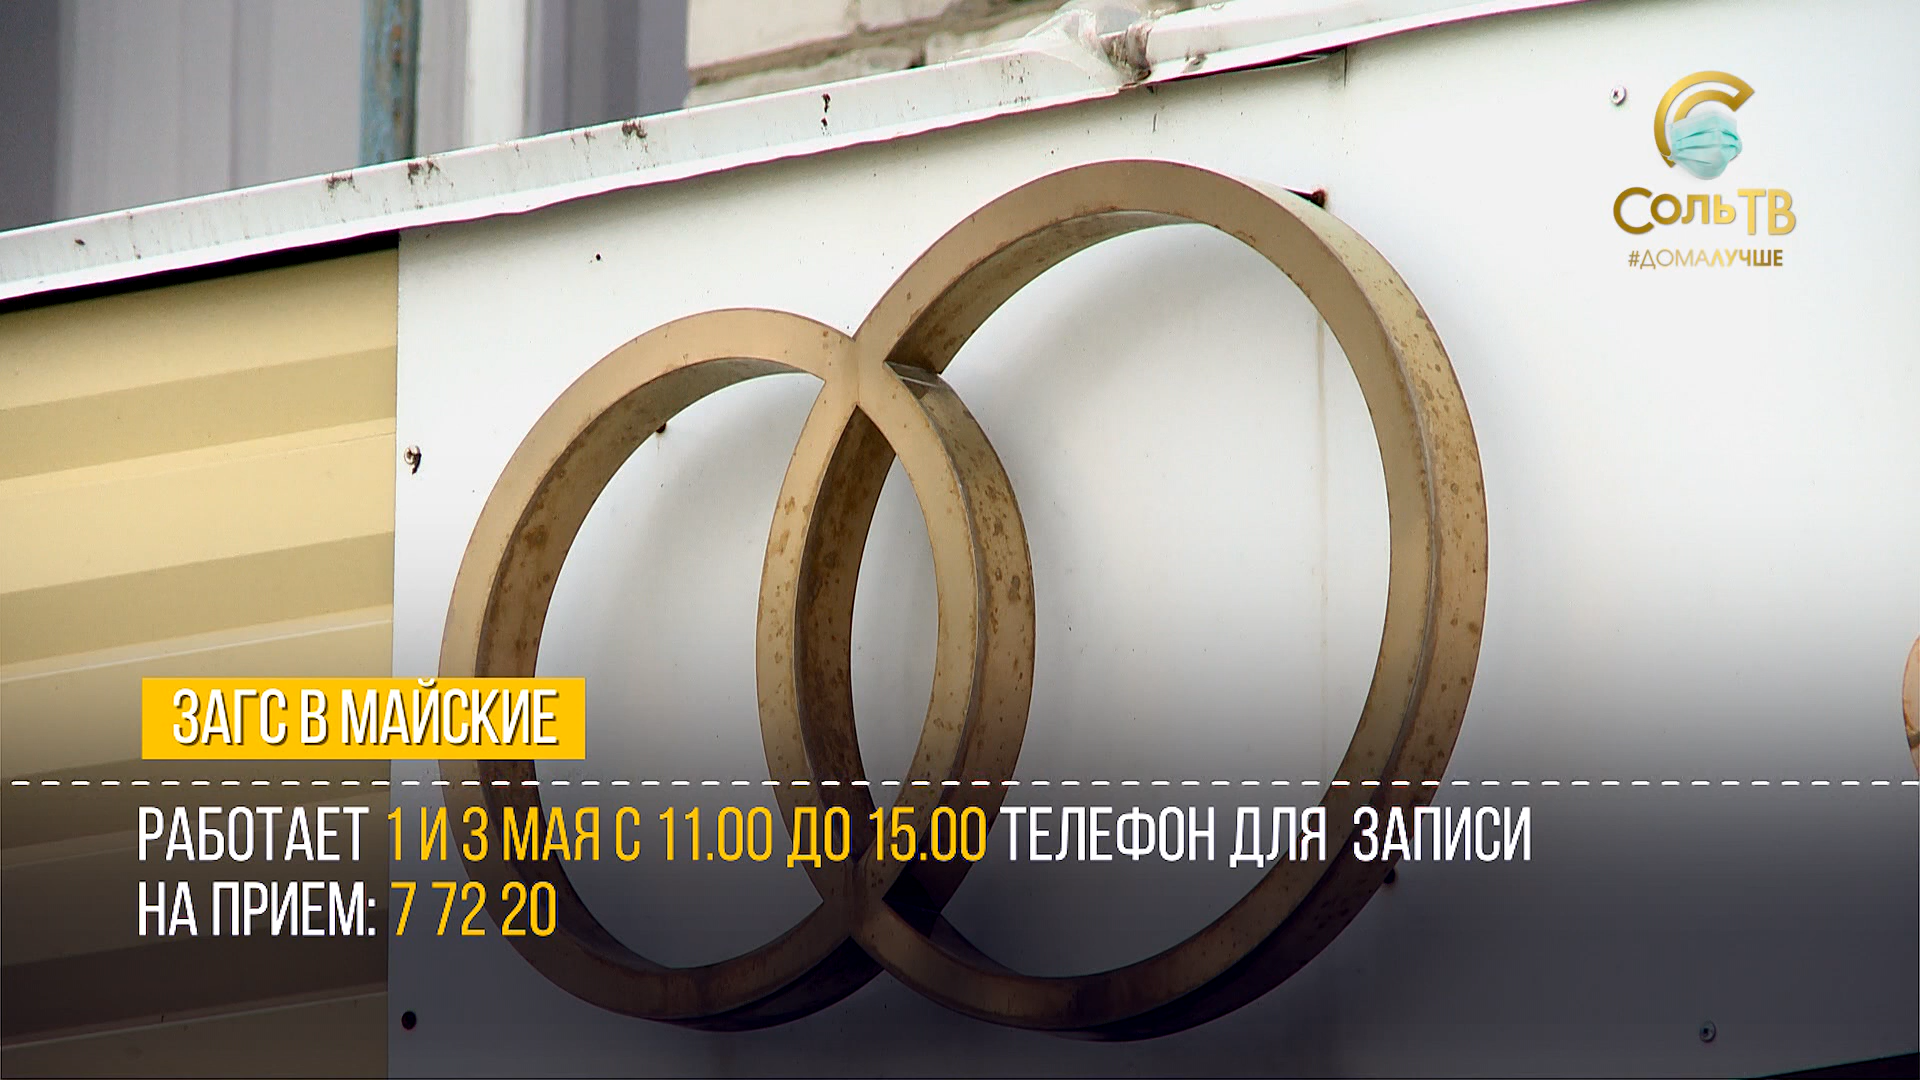 СольТВ
#ДОМАЛУЧШЕ
ЗАГС В МАЙСКИЕ
РАБОТАЕТ 1 И 3 МАЯ С 11.00 ДО 15.00 ТЕЛЕФОН ДЛЯ ЗАПИСИ
НА ПРИЕМ: 7 72 20